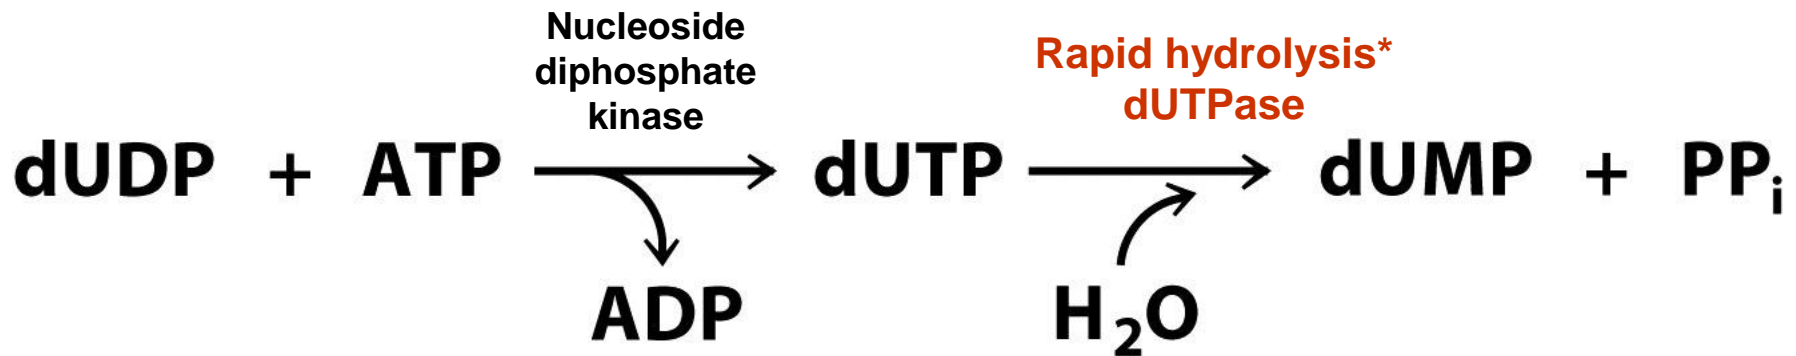 Nucleoside
diphosphate
kinase
Rapid hydrolysis*
dUTPase
dUDP + ATP dUTP dUMP + PPi
ADP H2O